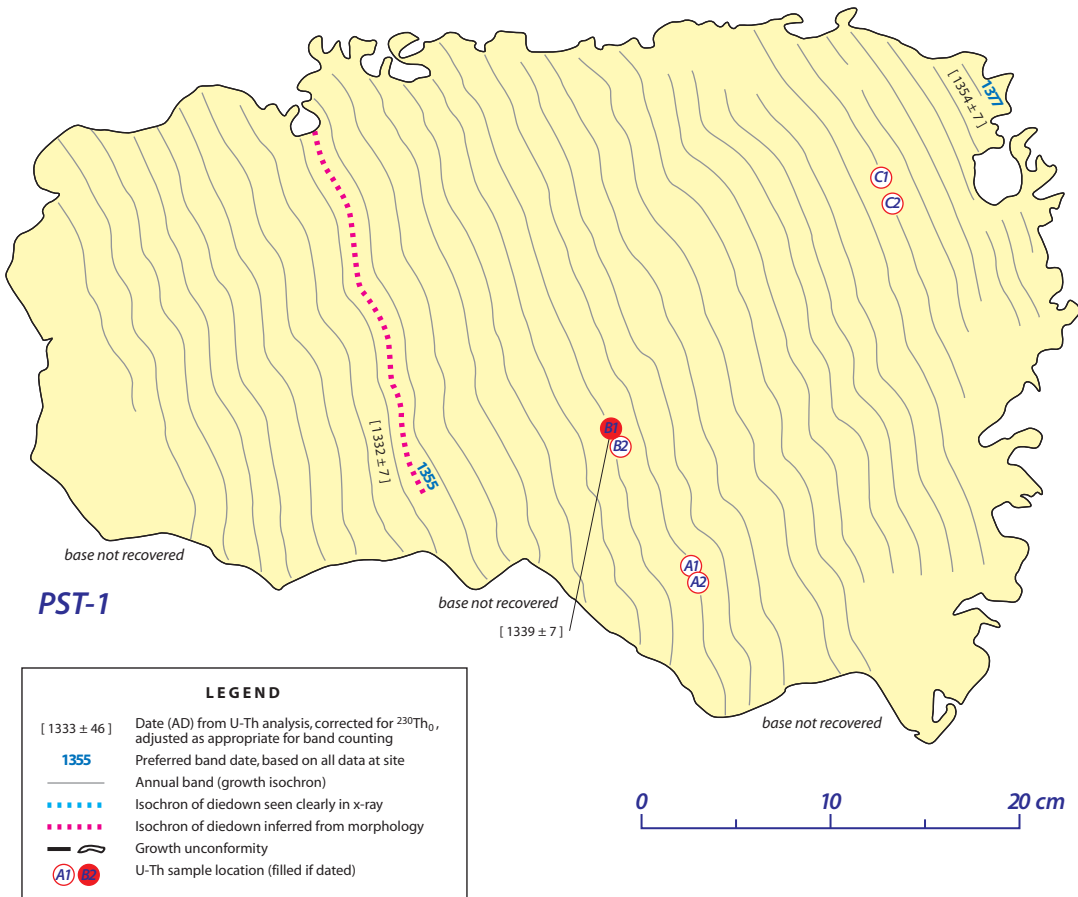 1377
[ 1354 ± 7 ]
C1
C2
[ 1332 ± 7 ]
1355
B1
B2
A1
A2
base not recovered
PST-1
base not recovered
[ 1339 ± 7 ]
base not recovered
LEGEND
[ 1333 ± 46 ] Date (AD) from U-Th analysis, corrected for ²³⁰Th₀,
adjusted as appropriate for band counting
1355 Preferred band date, based on all data at site
Annual band (growth isochron)
Isochron of diedown seen clearly in x-ray
Isochron of diedown inferred from morphology
Growth unconformity
A1 B2 U-Th sample location (filled if dated)
0 10 20 cm